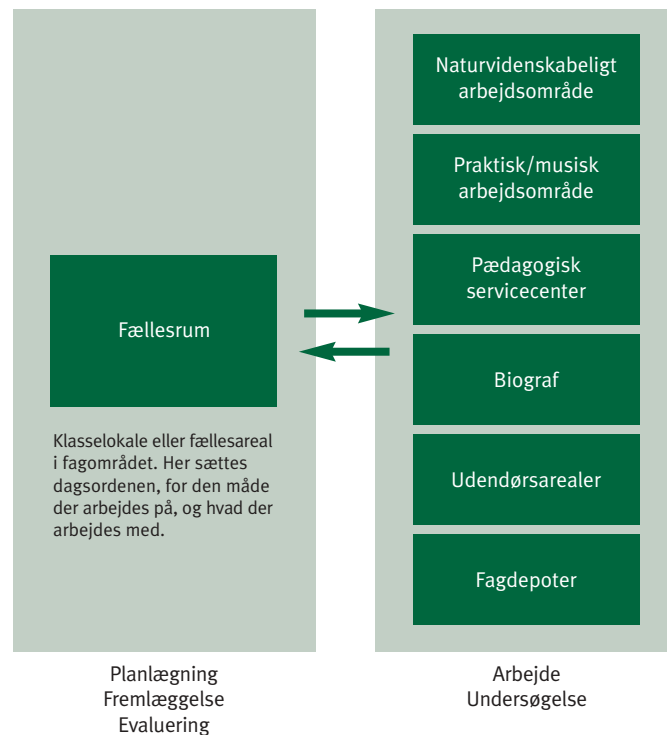 Fællesrum
Klasselokale eller fællesareal
i fagområdet. Her sættes
dagsordenen, for den måde
der arbejdes på, og hvad der
arbejdes med.
Planlægning
Fremlæggelse
Evaluering
Naturvidenskabeligt
arbejdsområde
Praktisk/musisk
arbejdsområde
Pædagogisk
servicecenter
Biograf
Udendørsarealer
Fagdepoter
Arbejde
Undersøgelse